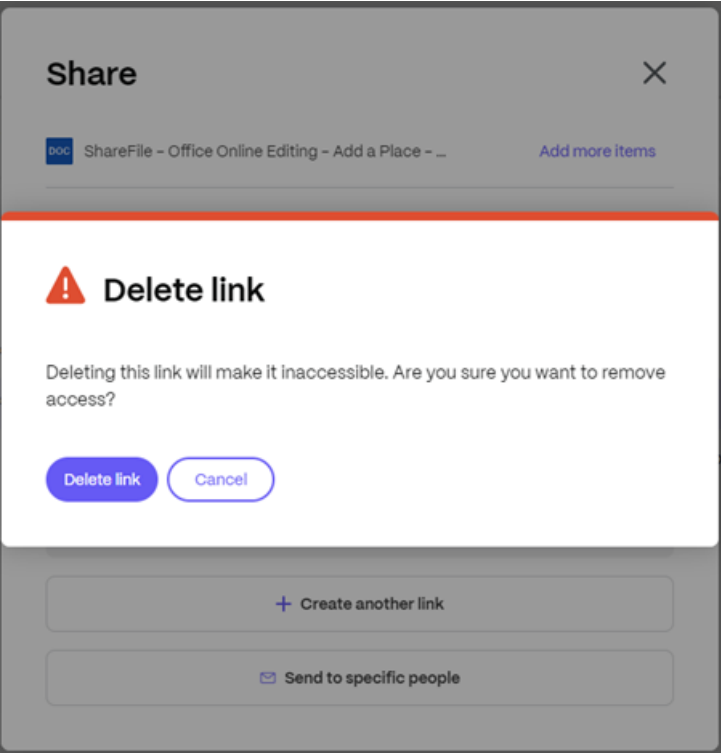 Share
DOC ShareFile – Office Online Editing – Add a Place – ... Add more items
Delete link
Deleting this link will make it inaccessible. Are you sure you want to remove
access?
Delete link Cancel
Create another link
Send to specific people